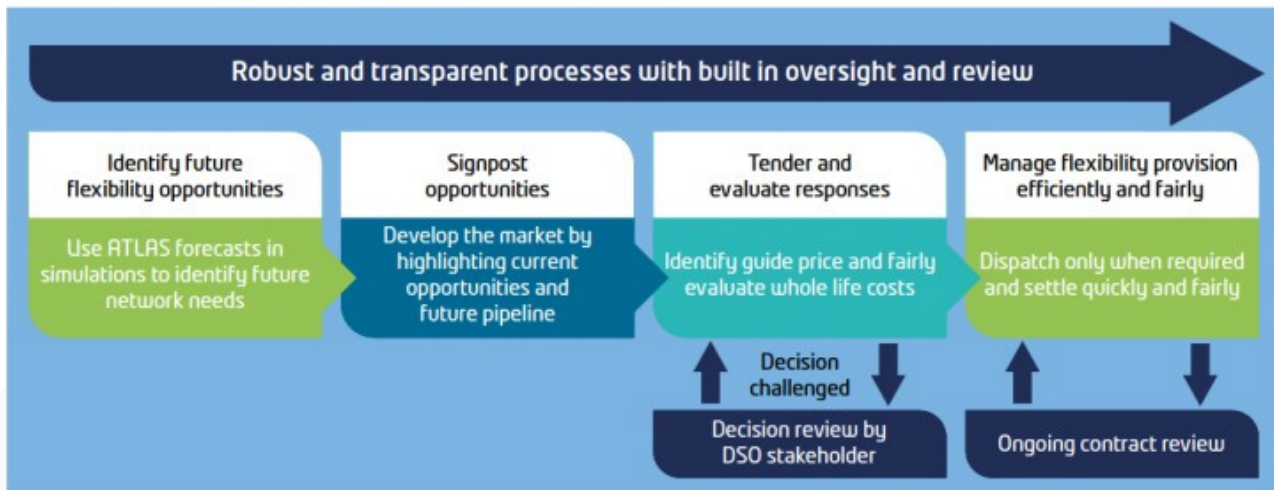 Robust and transparent processes with built in oversight and review
Identify future
flexibility opportunities
Use ATLAS forecasts in
simulations to identify future
network needs
Signpost
opportunities
Develop the market by
highlighting current
opportunities and
future pipeline
Tender and
evaluate responses
Identify guide price and fairly
evaluate whole life costs
Manage flexibility provision
efficiently and fairly
Dispatch only when required
and settle quickly and fairly
Decision
challenged
Decision review by
DSO stakeholder
Ongoing contract review